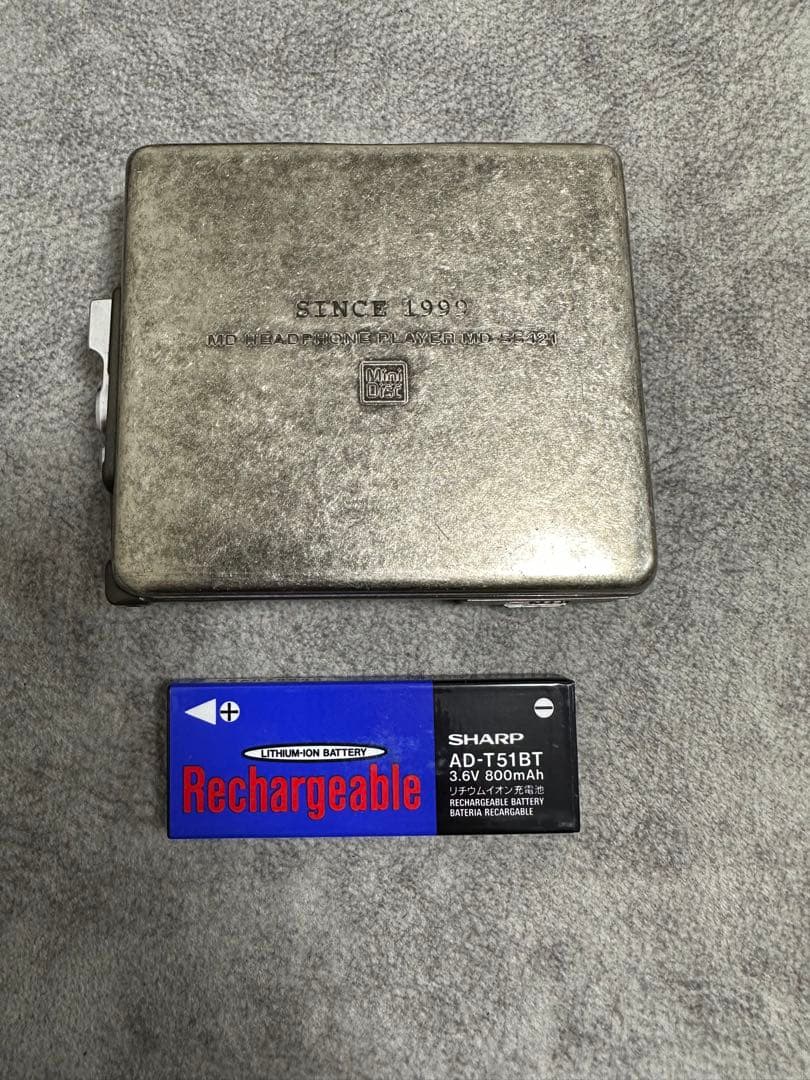 SINCE 1999
MD HEADPHONE PLAYER MD-SS421
Mini
Disc
+
−
LITHIUM-ION BATTERY
Rechargeable
SHARP
AD-T51BT
3.6V 800mAh
リチウムイオン充電池
RECHARGEABLE BATTERY
BATERIA RECARGABLE